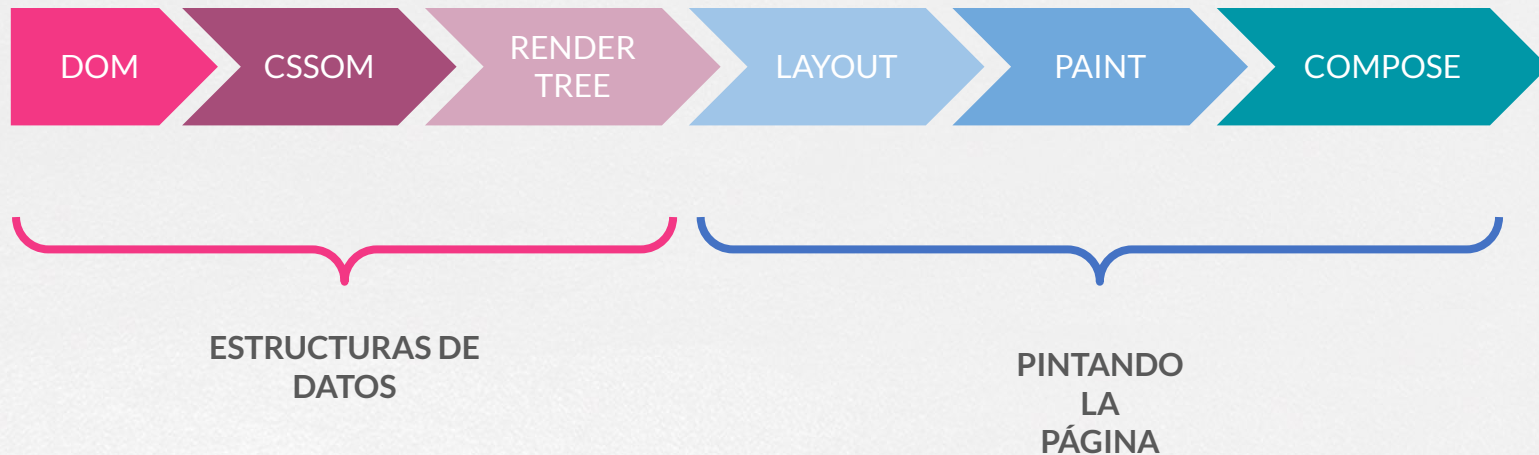 DOM
CSSOM
RENDER
TREE
LAYOUT
PAINT
COMPOSE
ESTRUCTURAS DE
DATOS
PINTANDO
LA
PÁGINA